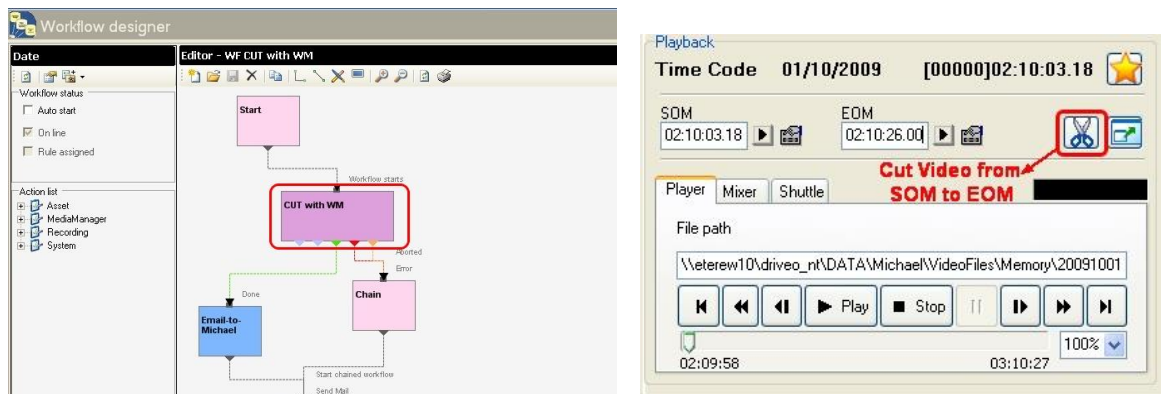 Workflow designer
Date
Workflow status
Auto start
On line
Rule assigned
Action list
Asset
MediaManager
Recording
System
Editor - WF CUT with WM
Start
Workflow starts
CUT with WM
Aborted
Error
Done
Chain
Email-to-
Michael
Start chained workflow
Send Mail
Playback
Time Code 01/10/2009 [00000]02:10:03.18
SOM EOM
02:10:03.18 02:10:26.00
Cut Video from
SOM to EOM
Player Mixer Shuttle
File path
\\eterew10\driveo_nt\DATA\Michael\VideoFiles\Memory\20091001
Play Stop
100%
02:09:58 03:10:27